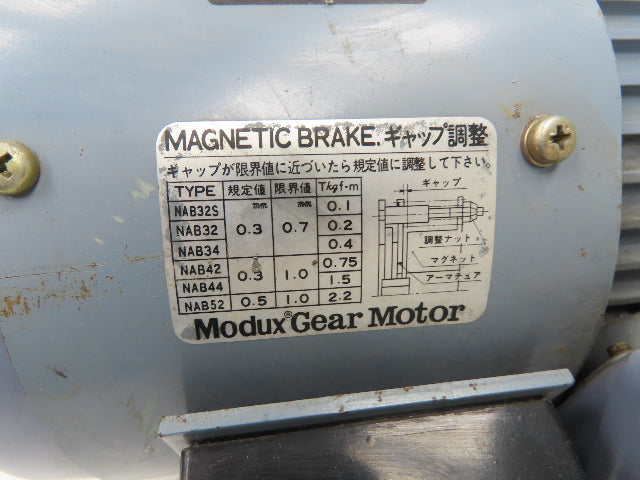 MAGNETIC BRAKE. ギャップ調整
ギャップが限界値に近づいたら規定値に調整して下さい。
TYPE 規定値 mm 限界値 mm Tkgf-m
NAB32S 0.1
NAB32 0.3 0.7 0.2
NAB34 0.4
NAB42 0.3 1.0 0.75
NAB44 1.5
NAB52 0.5 1.0 2.2
ギャップ
調整ナット
マグネット
アーマチュア
Modux® Gear Motor